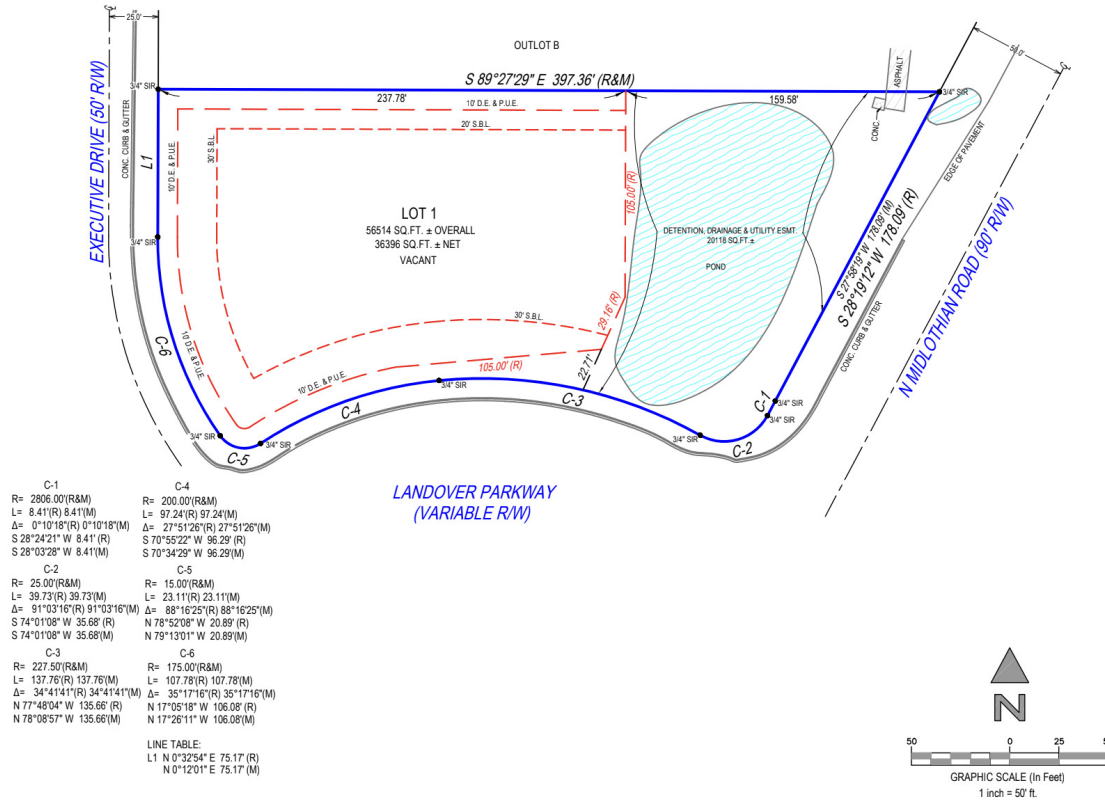 ℄
25.0'
50.0'
℄
OUTLOT B
S 89°27'29" E 397.36' (R&M)
3/4" SIR
237.78'
10' D.E. & P.U.E.
159.58'
3/4" SIR
ASPHALT
CONC.
20' S.B.L.
30' S.B.L.
EXECUTIVE DRIVE (50' R/W)
CONC. CURB & GUTTER
L1
10' D.E. & P.U.E.
EDGE OF PAVEMENT
105.00' (R)
LOT 1
56514 SQ.FT. ± OVERALL
36396 SQ.FT. ± NET
VACANT
DETENTION, DRAINAGE & UTILITY ESMT.
20118 SQ.FT.±
POND
3/4" SIR
S 27°58'19" W 178.09' (M)
S 28°19'12" W 178.09' (R)
N MIDLOTHIAN ROAD (90' R/W)
CONC. CURB & GUTTER
29.16' (R)
30' S.B.L.
C-6
10' D.E. & P.U.E.
105.00' (R)
10' D.E. & P.U.E.
22.71'
3/4" SIR
C-3
C-4
C-1
3/4" SIR
3/4" SIR
3/4" SIR
3/4" SIR
C-2
C-5
LANDOVER PARKWAY
(VARIABLE R/W)
C-1
R= 2806.00'(R&M)
L= 8.41'(R) 8.41'(M)
Δ= 0°10'18"(R) 0°10'18"(M)
S 28°24'21" W 8.41' (R)
S 28°03'28" W 8.41'(M)
C-2
R= 25.00'(R&M)
L= 39.73'(R) 39.73'(M)
Δ= 91°03'16"(R) 91°03'16"(M)
S 74°01'08" W 35.68' (R)
S 74°01'08" W 35.68'(M)
C-3
R= 227.50'(R&M)
L= 137.76'(R) 137.76'(M)
Δ= 34°41'41"(R) 34°41'41"(M)
N 77°48'04" W 135.66' (R)
N 78°08'57" W 135.66'(M)
C-4
R= 200.00'(R&M)
L= 97.24'(R) 97.24'(M)
Δ= 27°51'26"(R) 27°51'26"(M)
S 70°55'22" W 96.29' (R)
S 70°34'29" W 96.29'(M)
C-5
R= 15.00'(R&M)
L= 23.11'(R) 23.11'(M)
Δ= 88°16'25"(R) 88°16'25"(M)
N 78°52'08" W 20.89' (R)
N 79°13'01" W 20.89'(M)
C-6
R= 175.00'(R&M)
L= 107.78'(R) 107.78'(M)
Δ= 35°17'16"(R) 35°17'16"(M)
N 17°05'18" W 106.08' (R)
N 17°26'11" W 106.08'(M)
LINE TABLE:
L1 N 0°32'54" E 75.17' (R)
N 0°12'01" E 75.17' (M)
N
50 0 25
GRAPHIC SCALE (In Feet)
1 inch = 50' ft.